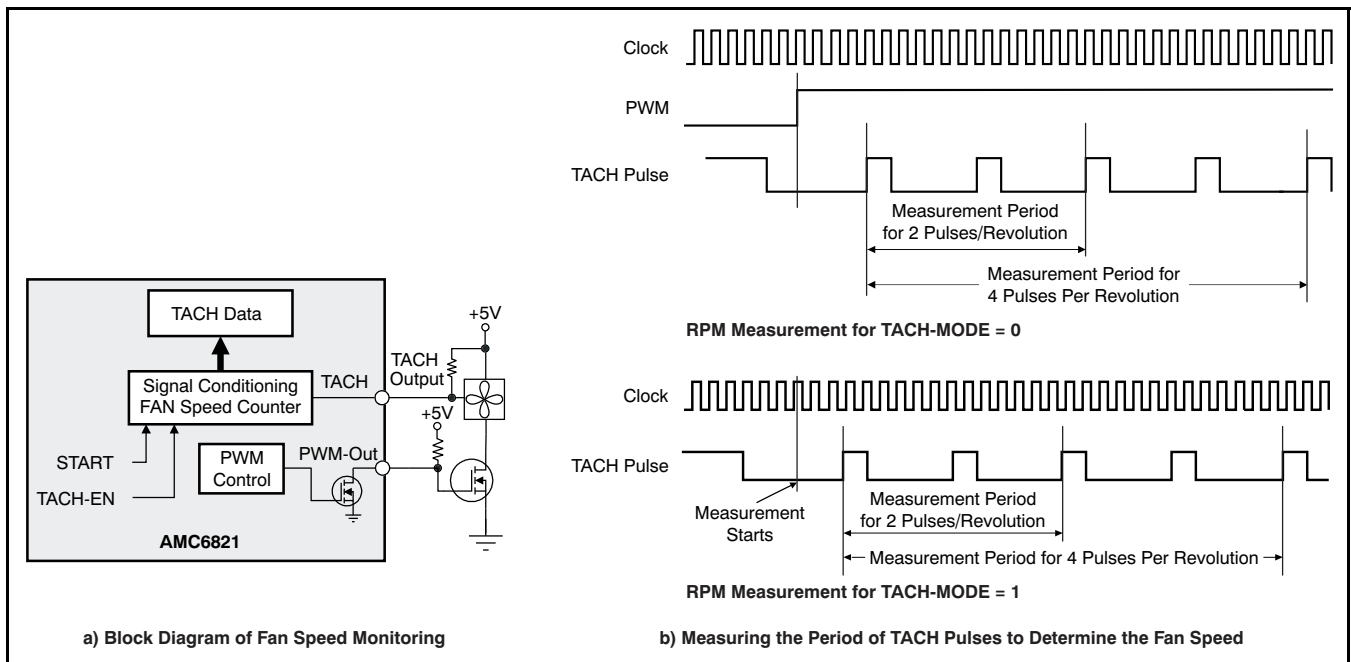 TACH Data
Signal Conditioning
FAN Speed Counter
TACH
TACH
Output
+5V
+5V
START
TACH-EN
PWM
Control
PWM-Out
AMC6821
a) Block Diagram of Fan Speed Monitoring
Clock
PWM
TACH Pulse
Measurement Period
for 2 Pulses/Revolution
Measurement Period for
4 Pulses Per Revolution
RPM Measurement for TACH-MODE = 0
Clock
TACH Pulse
Measurement
Starts
Measurement Period
for 2 Pulses/Revolution
Measurement Period for 4 Pulses Per Revolution
RPM Measurement for TACH-MODE = 1
b) Measuring the Period of TACH Pulses to Determine the Fan Speed